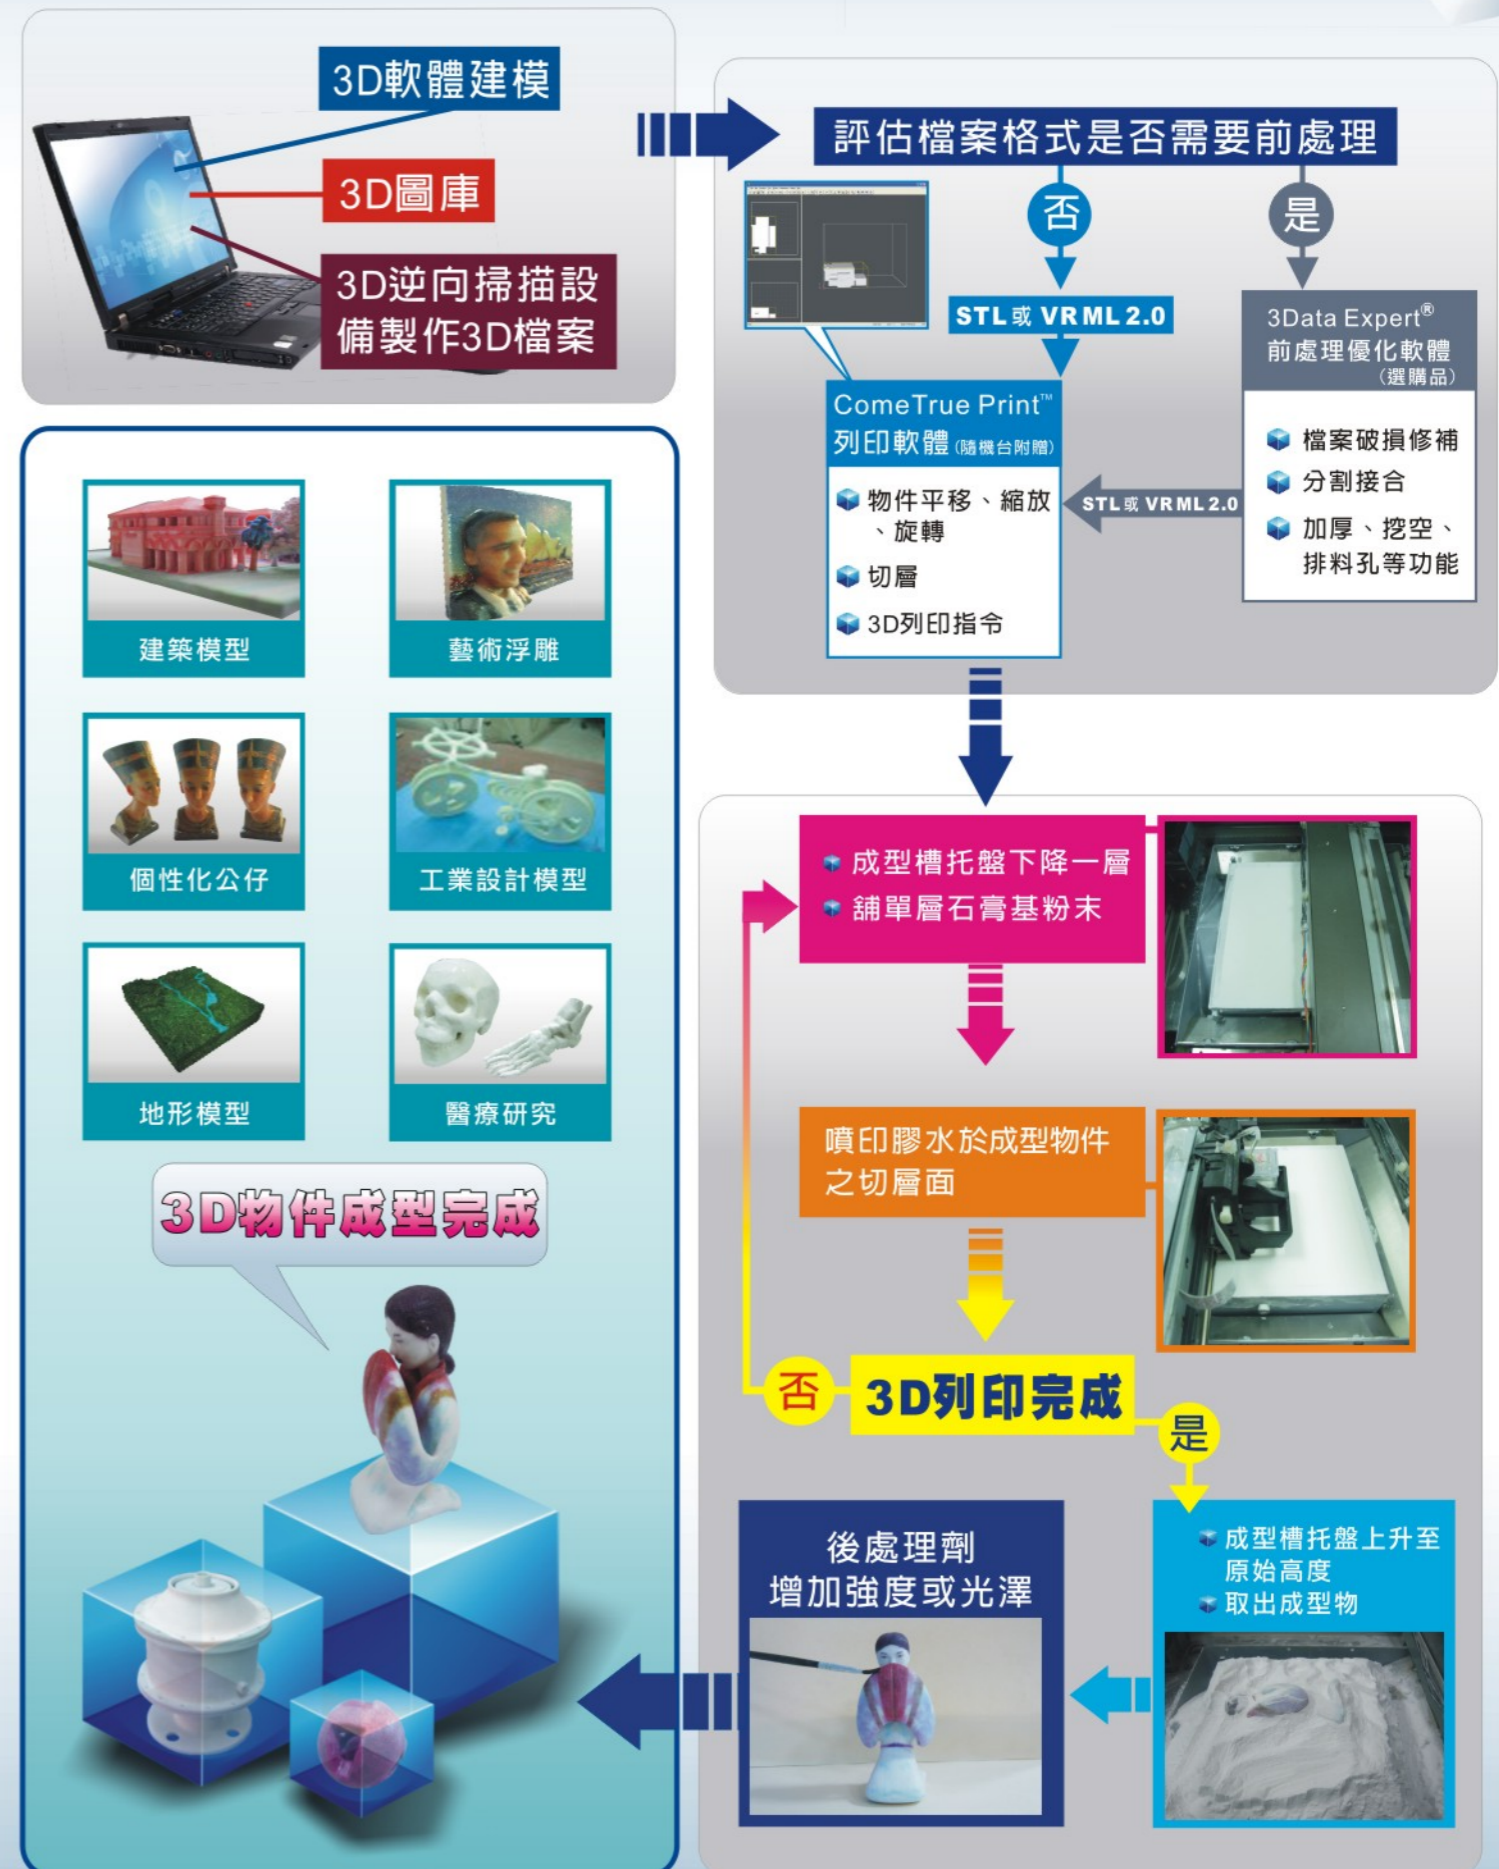 3D軟體建模
3D圖庫
3D逆向掃描設
備製作3D檔案
評估檔案格式是否需要前處理
否
是
STL或 VRML 2.0
3Data Expert®
前處理優化軟體
(選購品)
檔案破損修補
分割接合
加厚、挖空、
排料孔等功能
STL或 VRML 2.0
ComeTrue Print™
列印軟體(隨機台附贈)
物件平移、縮放
、旋轉
切層
3D列印指令
成型槽托盤下降一層
舖單層石膏基粉末
噴印膠水於成型物件
之切層面
3D列印完成
否
是
成型槽托盤上升至
原始高度
取出成型物
後處理劑
增加強度或光澤
建築模型
藝術浮雕
個性化公仔
工業設計模型
地形模型
醫療研究
3D物件成型完成